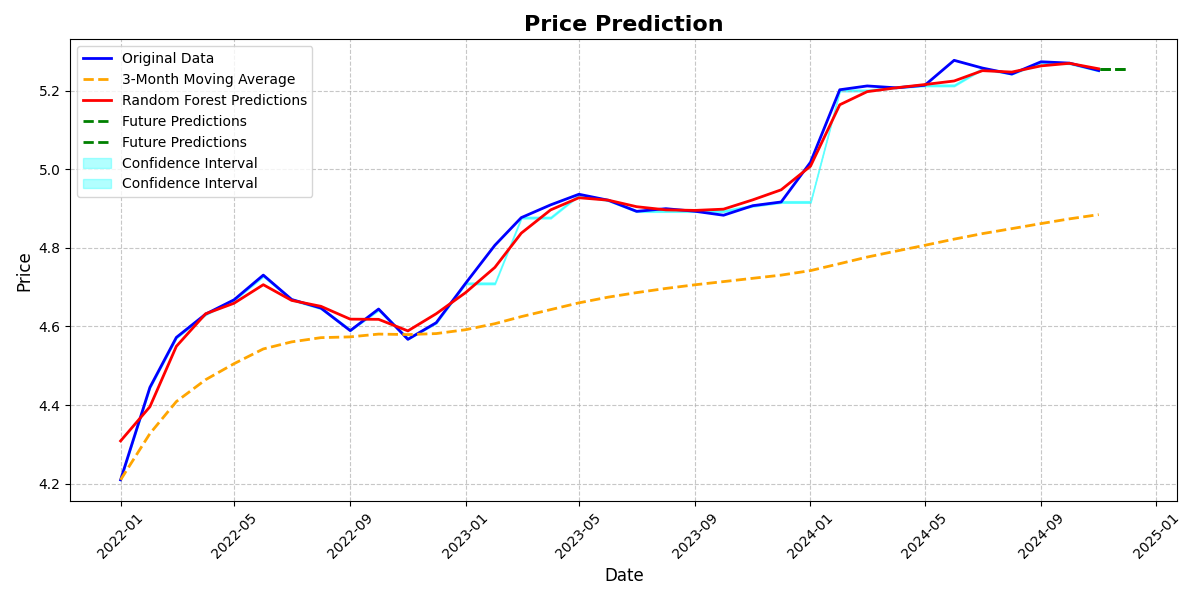 Price Prediction
Original Data
3-Month Moving Average
Random Forest Predictions
Future Predictions
Future Predictions
Confidence Interval
Confidence Interval
Price
5.2
5.0
4.8
4.6
4.4
4.2
2022-01
2022-05
2022-09
2023-01
2023-05
2023-09
2024-01
2024-05
2024-09
2025-01
Date